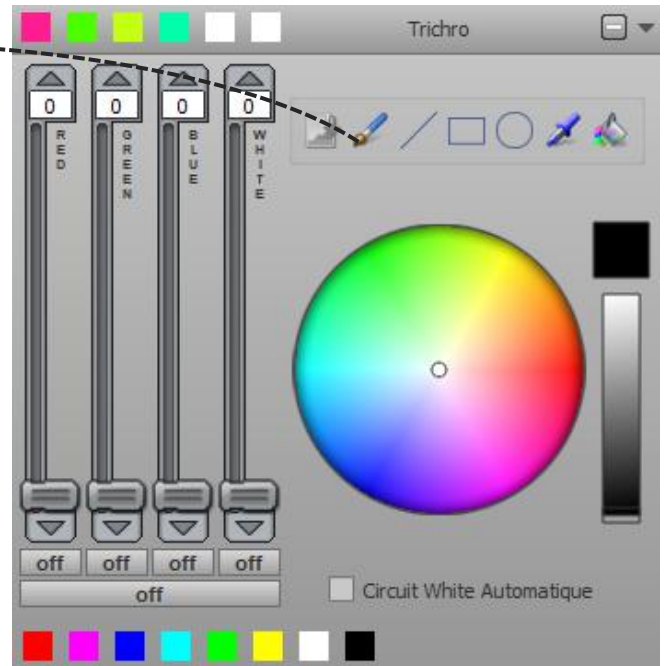 Trichro
0 0 0 0
RED GREEN BLUE WHITE
off off off off
off
Circuit White Automatique